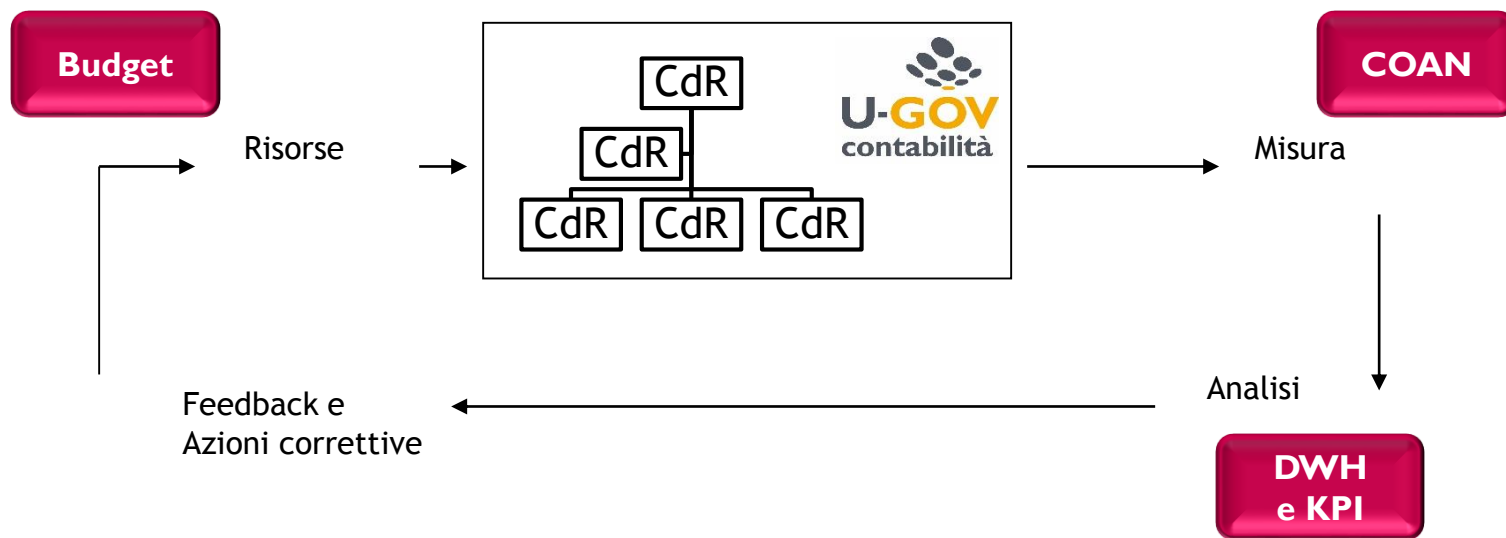 Budget
COAN
CdR
U-GOV
contabilità
CdR
Risorse
Misura
CdR CdR CdR
Analisi
Feedback e
Azioni correttive
DWH
e KPI